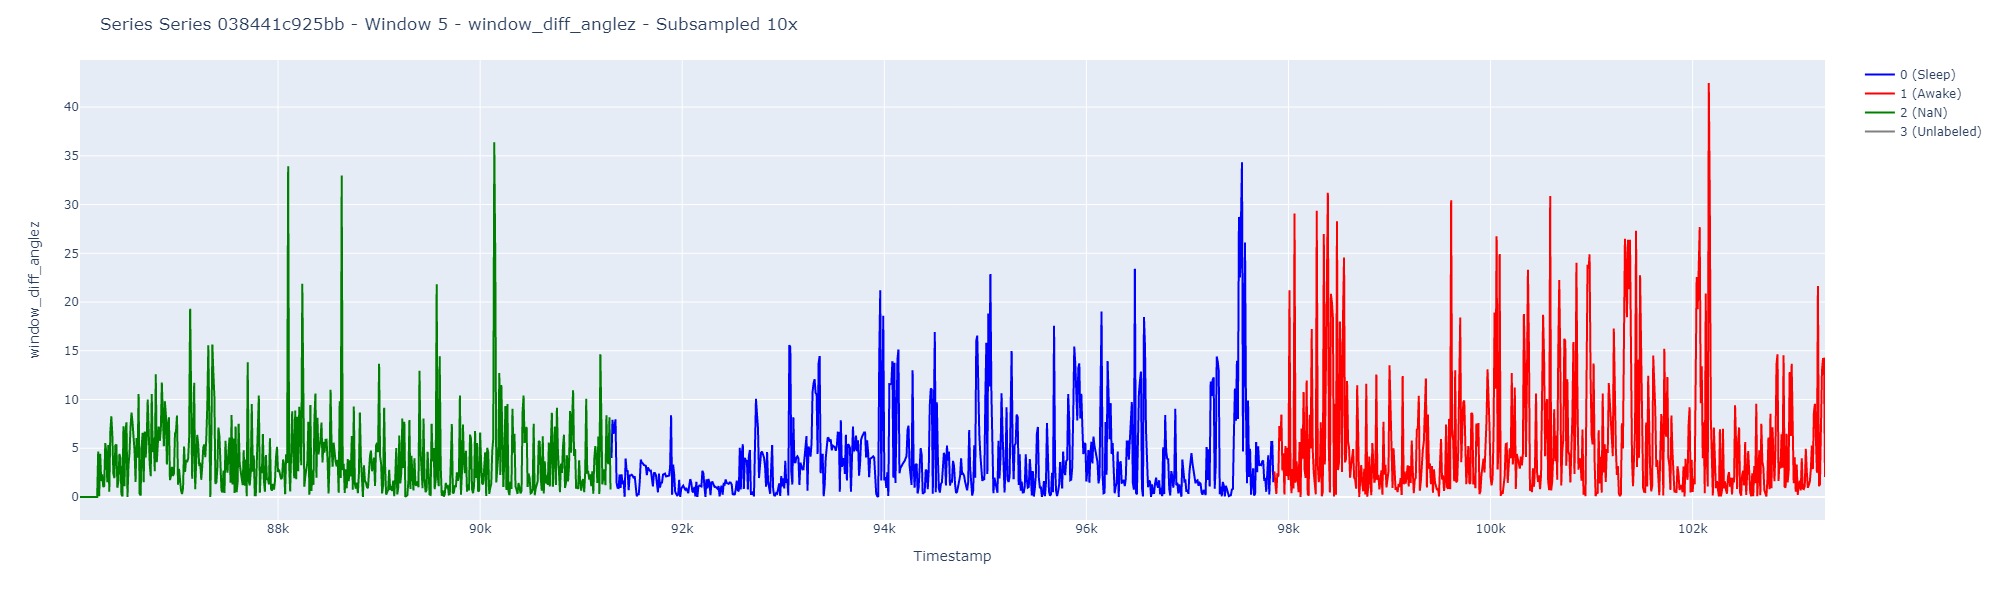 Series Series 038441c925bb - Window 5 - window_diff_anglez - Subsampled 10x
0 (Sleep)
1 (Awake)
2 (NaN)
3 (Unlabeled)
window_diff_anglez
40
35
30
25
20
15
10
5
0
88k
90k
92k
94k
96k
98k
100k
102k
Timestamp